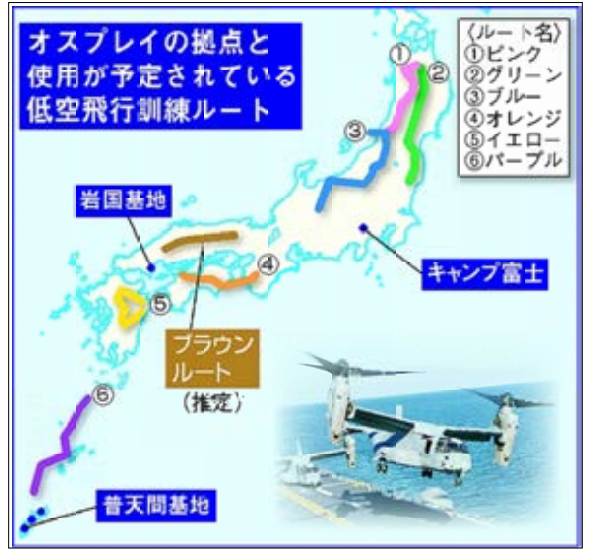 オスプレイの拠点と
使用が予定されている
低空飛行訓練ルート
〈ルート名〉
①ピンク
②グリーン
③ブルー
④オレンジ
⑤イエロー
⑥パープル
①
②
③
岩国基地
④
キャンプ富士
⑤
ブラウン
ルート
(推定)
⑥
普天間基地